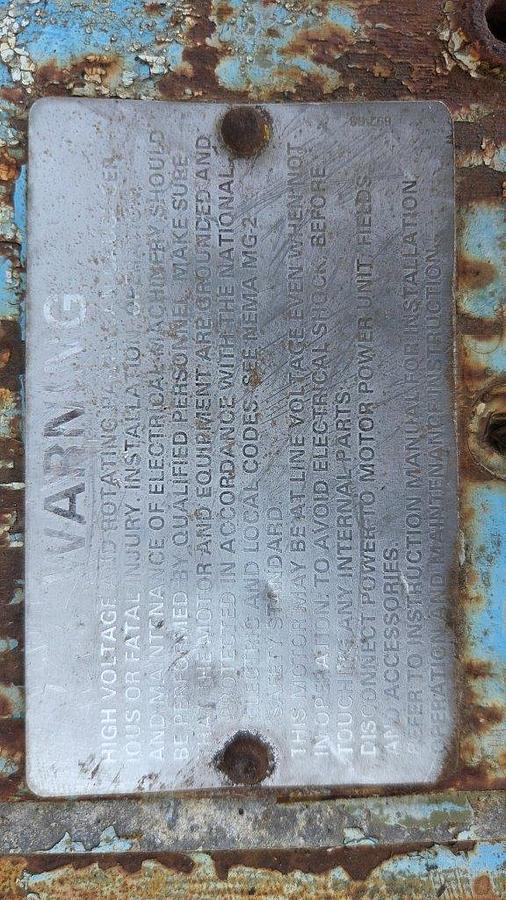 WARNING
HIGH VOLTAGE AND ROTATING
IOUS OR FATAL INJURY. INSTALLATION, OPERATION
AND MAINTENANCE OF ELECTRICAL MACHINERY SHOULD
BE PERFORMED BY QUALIFIED PERSONNEL. MAKE SURE
THAT THE MOTOR AND EQUIPMENT ARE GROUNDED AND
PROTECTED IN ACCORDANCE WITH THE NATIONAL
ELECTRIC AND LOCAL CODES. SEE NEMA MG-2
SAFETY STANDARD.
THIS MOTOR MAY BE AT LINE VOLTAGE EVEN WHEN NOT
IN OPERATION. TO AVOID ELECTRICAL SHOCK, BEFORE
TOUCHING ANY INTERNAL PARTS,
DISCONNECT POWER TO MOTOR POWER UNIT, FIELDS,
AND ACCESSORIES.
REFER TO INSTRUCTION MANUAL FOR INSTALLATION
OPERATION, AND MAINTENANCE INSTRUCTION.